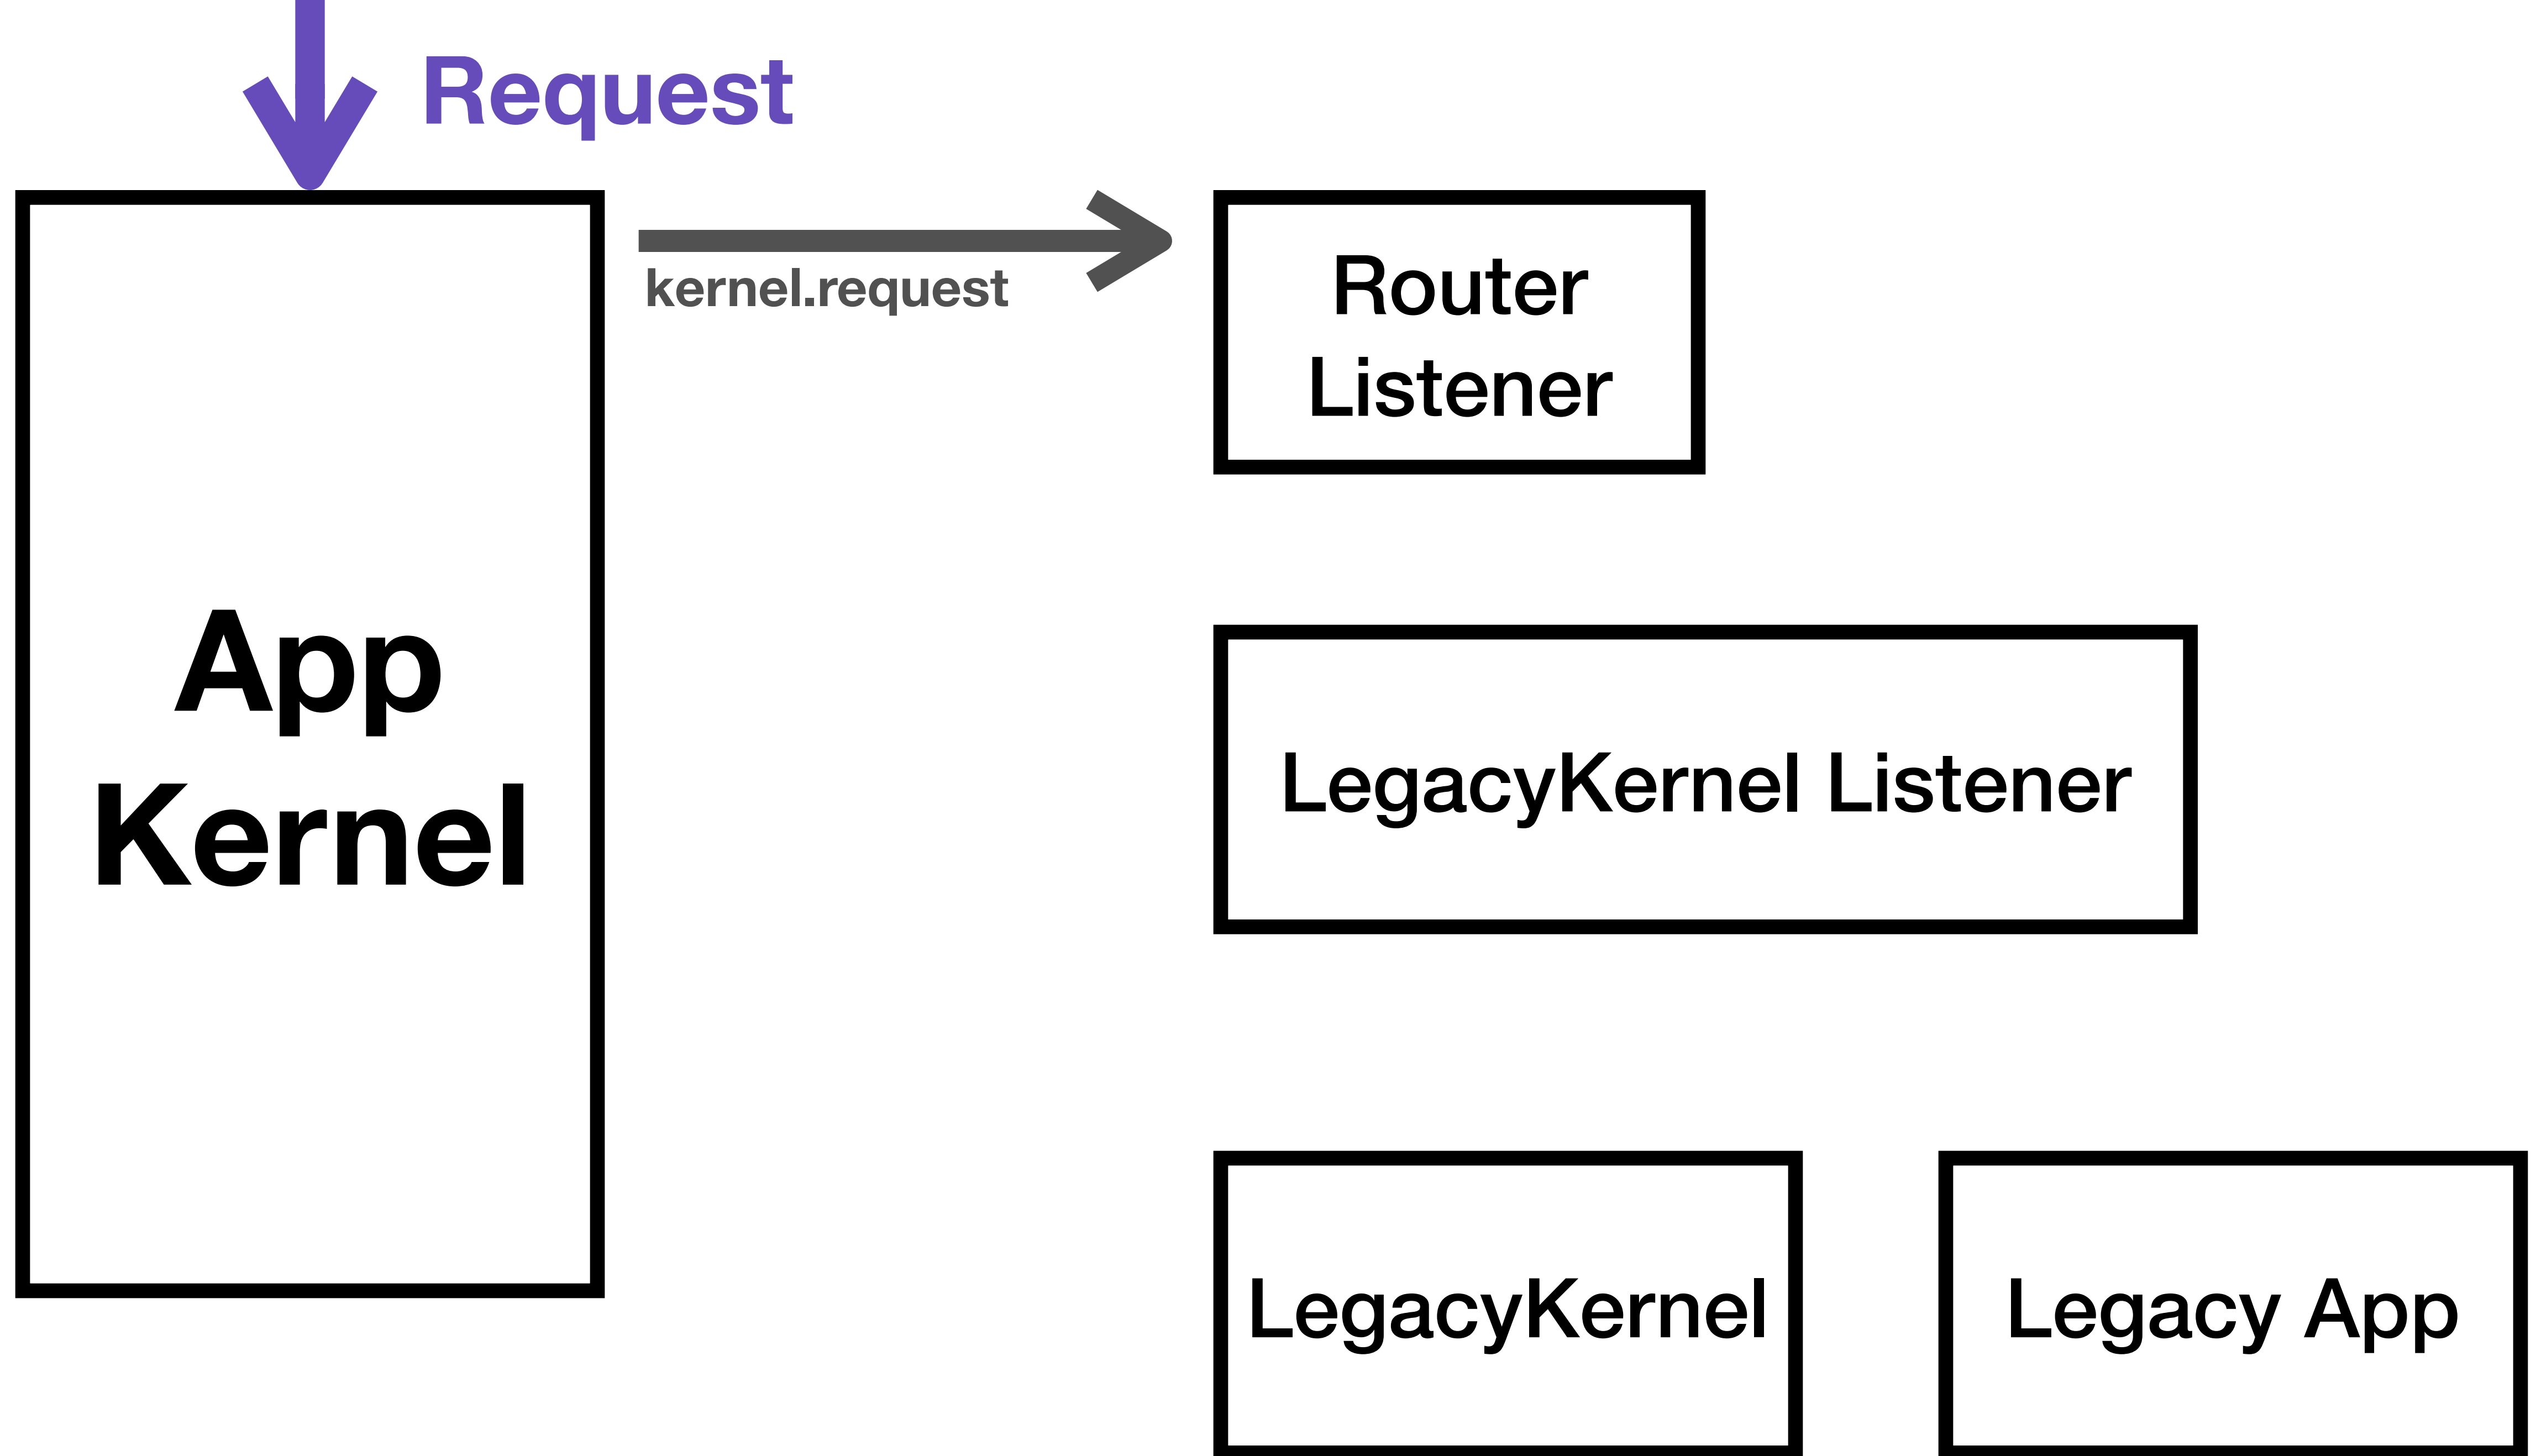 Request
kernel.request
Router
Listener
App
Kernel
LegacyKernel Listener
LegacyKernel
Legacy App